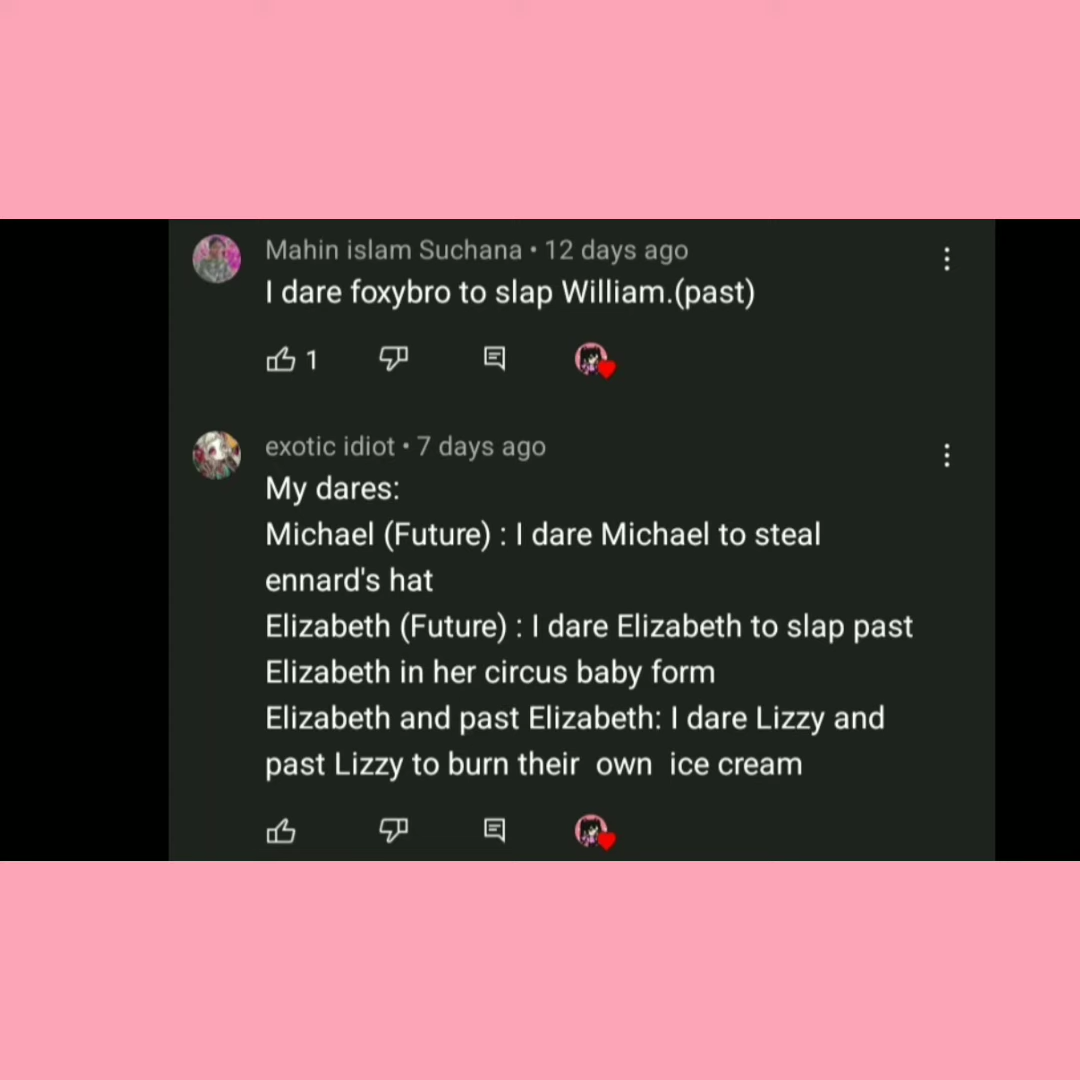 Mahin islam Suchana • 12 days ago
I dare foxybro to slap William.(past)
1
exotic idiot • 7 days ago
My dares:
Michael (Future) : I dare Michael to steal
ennard's hat
Elizabeth (Future) : I dare Elizabeth to slap past
Elizabeth in her circus baby form
Elizabeth and past Elizabeth: I dare Lizzy and
past Lizzy to burn their  own  ice cream